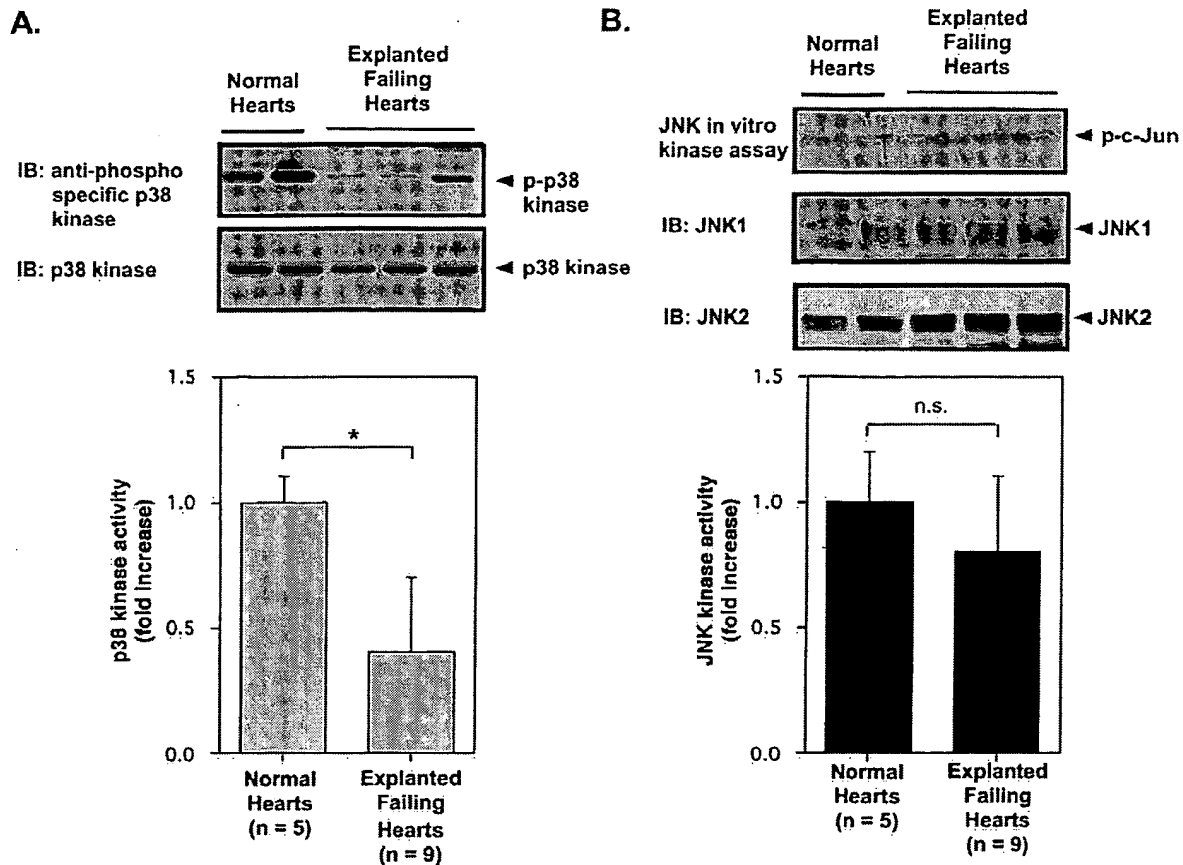 A.
Normal
Hearts
Explanted
Failing
Hearts
IB: anti-phospho
specific p38
kinase
p-p38
kinase
IB: p38 kinase
p38 kinase
1.5
1.0
0.5
0.0
p38 kinase activity
(fold increase)
*
Normal
Hearts
(n = 5)
Explanted
Failing
Hearts
(n = 9)
B.
Normal
Hearts
Explanted
Failing
Hearts
JNK in vitro
kinase assay
p-c-Jun
IB: JNK1
JNK1
IB: JNK2
JNK2
1.5
1.0
0.5
0.0
JNK kinase activity
(fold increase)
n.s.
Normal
Hearts
(n = 5)
Explanted
Failing
Hearts
(n = 9)